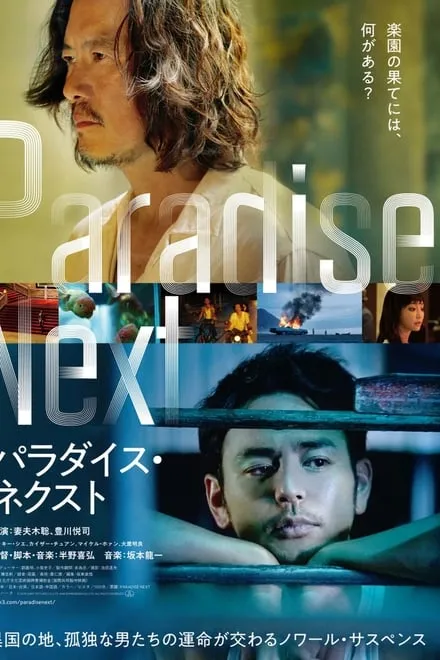 楽園の果てには、
何がある？
Paradise
Next
パラダイス・
ネクスト
演：妻夫木聡、豊川悦司
ッキー・シエ、カイザー・チュアン、マイケル・ホァン、大鷹明良
督・脚本・音楽：半野喜弘　音楽：坂本龍一
x3.com/paradisenext/
楽園の地、孤独な男たちの運命が交わるノワール・サスペンス